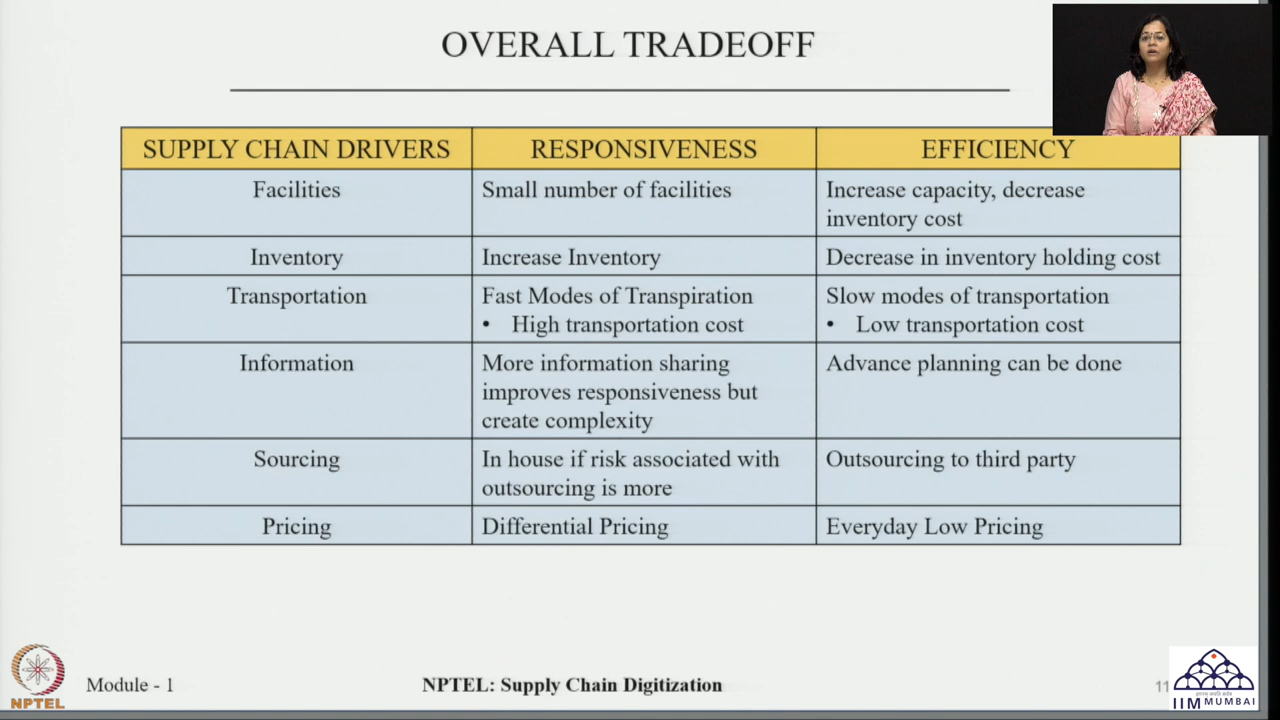 OVERALL TRADEOFF
SUPPLY CHAIN DRIVERS
RESPONSIVENESS
EFFICIENCY
Facilities
Small number of facilities
Increase capacity, decrease
inventory cost
Inventory
Increase Inventory
Decrease in inventory holding cost
Transportation
Fast Modes of Transpiration
• High transportation cost
Slow modes of transportation
• Low transportation cost
Information
More information sharing
improves responsiveness but
create complexity
Advance planning can be done
Sourcing
In house if risk associated with
outsourcing is more
Outsourcing to third party
Pricing
Differential Pricing
Everyday Low Pricing
NPTEL
Module - 1
NPTEL: Supply Chain Digitization
11
IIM MUMBAI